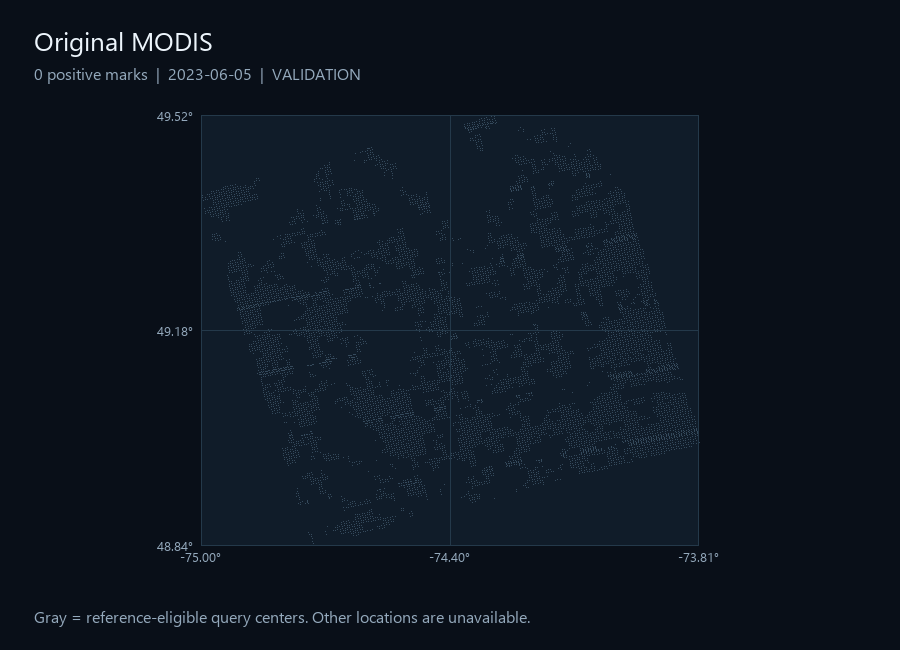 Original MODIS
0 positive marks | 2023-06-05 | VALIDATION
49.52°
49.18°
48.84°
-75.00°
-74.40°
-73.81°
Gray = reference-eligible query centers. Other locations are unavailable.